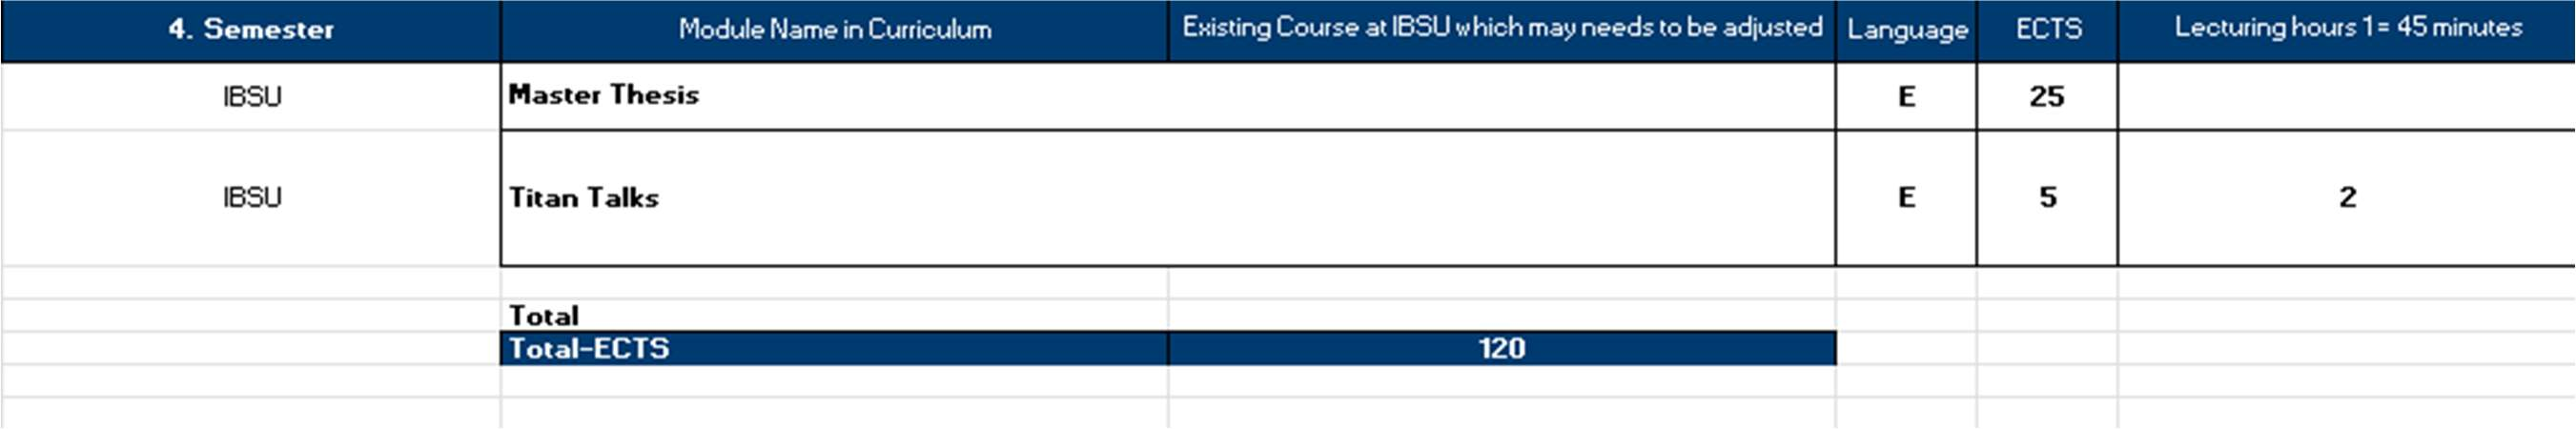 4. Semester Module Name in Curriculum Existing Course at IBSU which may needs to be adjusted Language ECTS Lecturing hours 1= 45 minutes
IBSU Master Thesis E 25
IBSU Titan Talks E 5 2
Total
Total-ECTS 120